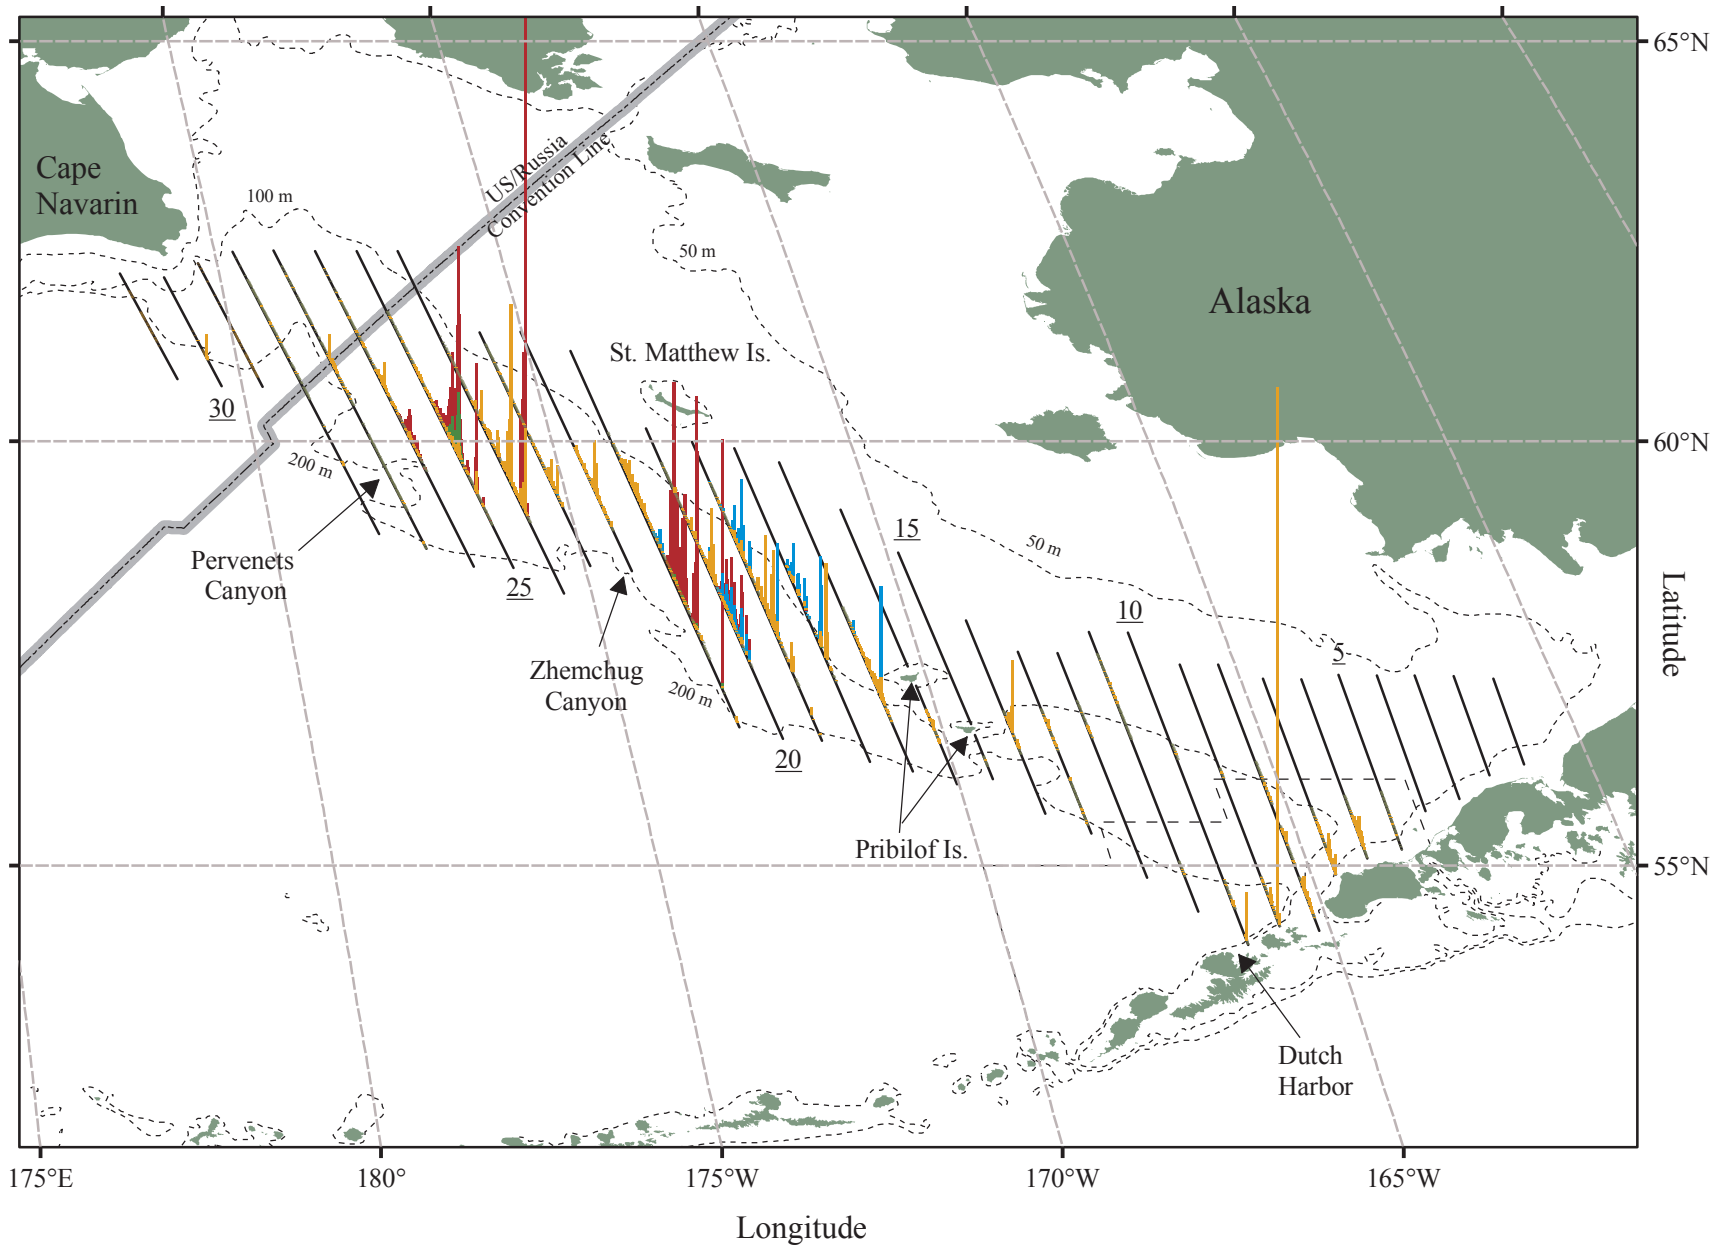 65°N
US/Russia
Convention Line
Cape
Navarin
100 m
50 m
Alaska
St. Matthew Is.
30
60°N
200 m
15
50 m
Pervenets
Canyon
25
10
5
Latitude
Zhemchug
Canyon
200 m
20
Pribilof Is.
55°N
Dutch
Harbor
175°E
180°
175°W
170°W
165°W
Longitude